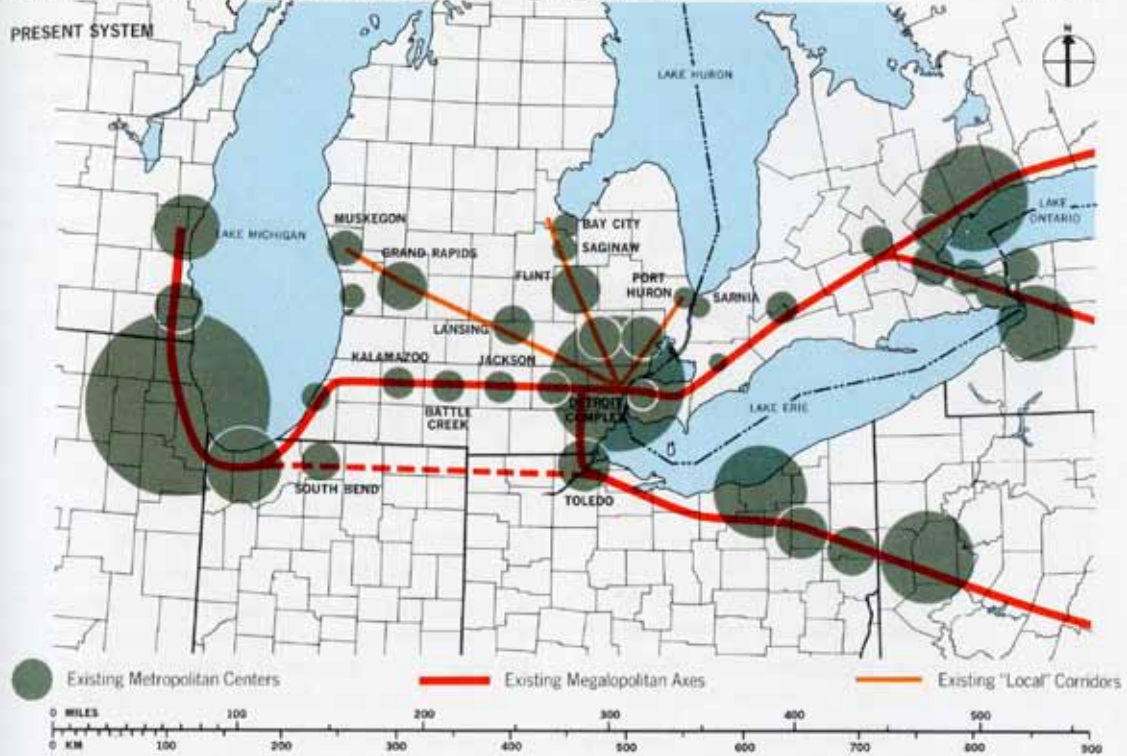 PRESENT SYSTEM
N
LAKE HURON
LAKE MICHIGAN
LAKE
ONTARIO
MUSKEGON
BAY CITY
SAGINAW
GRAND RAPIDS
FLINT
PORT
HURON
SARNIA
LANSING
KALAMAZOO
JACKSON
BATTLE
CREEK
DETROIT
COMPLEX
LAKE ERIE
SOUTH BEND
TOLEDO
Existing Metropolitan Centers
Existing Megalopolitan Axes
Existing "Local" Corridors
0 MILES 100 200 300 400 500
0 KM 100 200 300 400 500 600 700 800 900